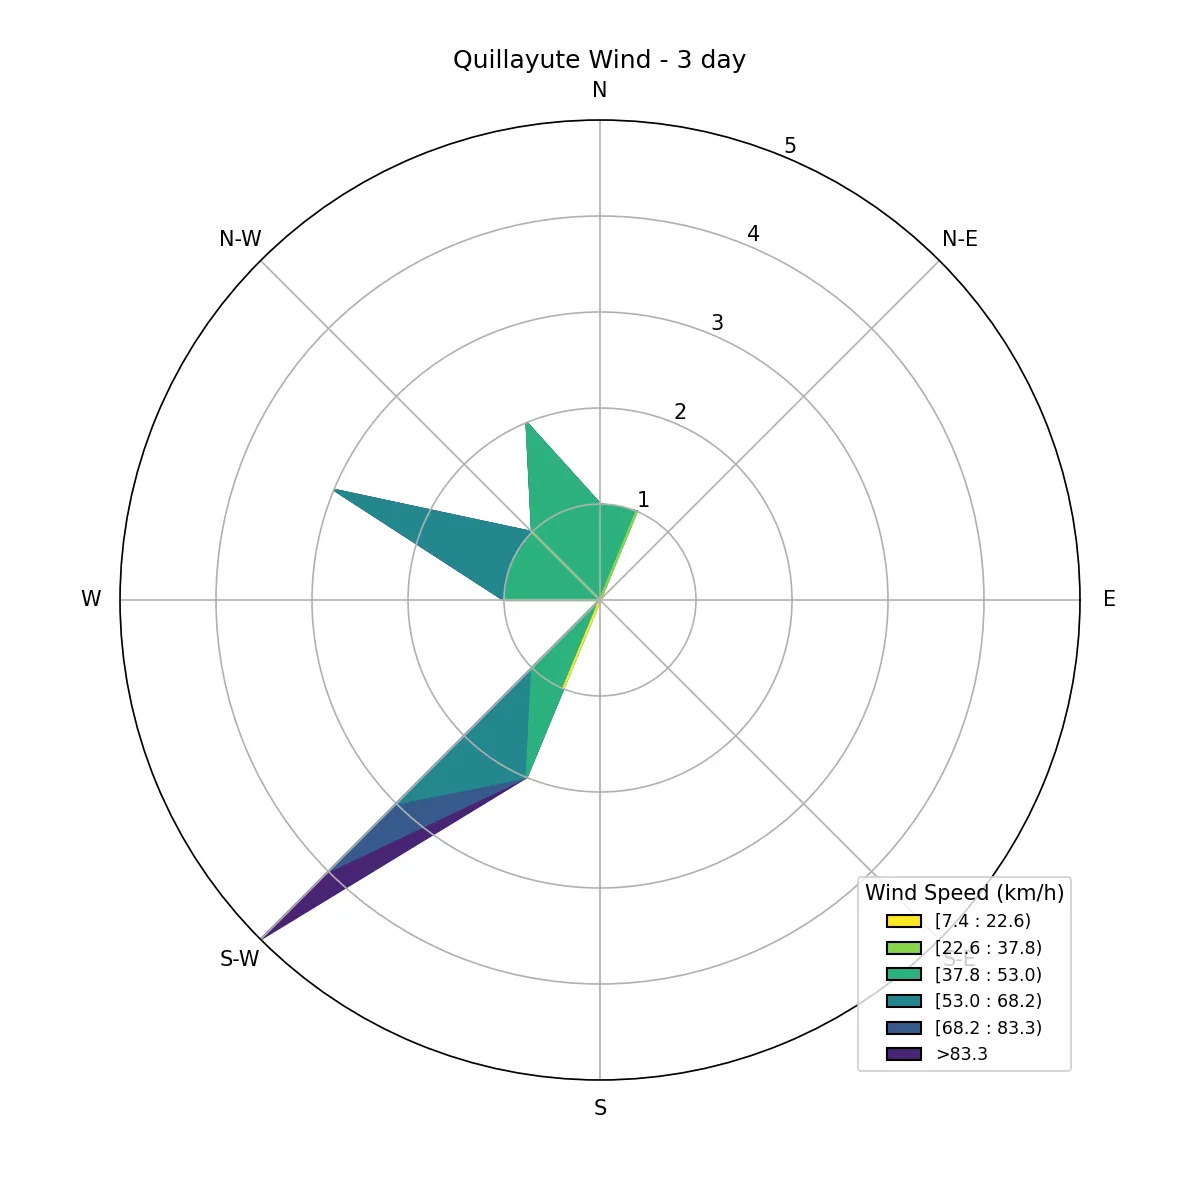 Quillayute Wind - 3 day
N
5
N-W
4
N-E
3
2
1
W
E
S-W
S-E
S
Wind Speed (km/h)
[7.4 : 22.6)
[22.6 : 37.8)
[37.8 : 53.0)
[53.0 : 68.2)
[68.2 : 83.3)
>83.3